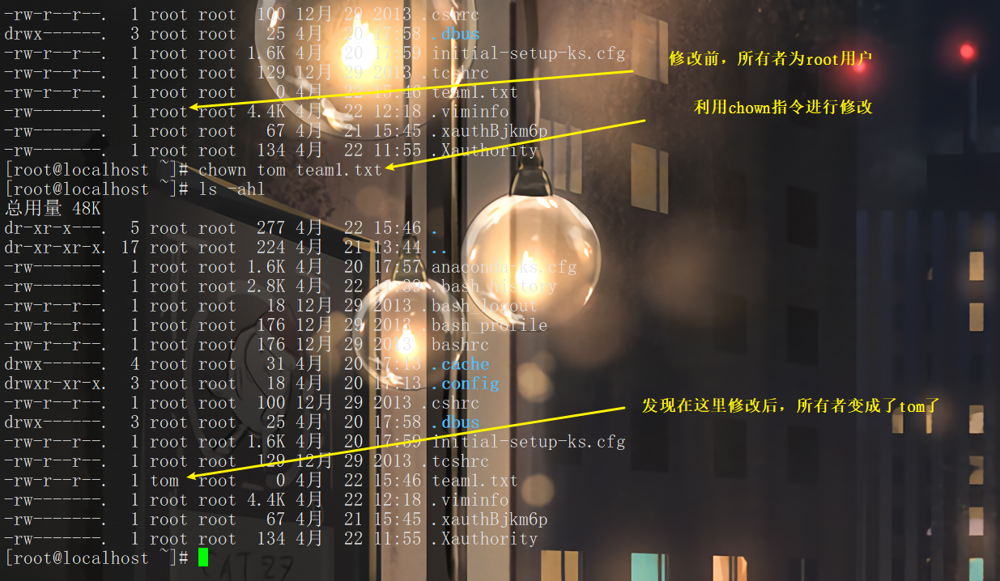 -rw-r--r--. 1 root root 100 12月 29 2013 .cshrc
drwx------. 3 root root 25 4月 20 17:58 .dbus
-rw-r--r--. 1 root root 1.6K 4月 20 17:59 initial-setup-ks.cfg
-rw-r--r--. 1 root root 129 12月 29 2013 .tcshrc
修改前，所有者为root用户
-rw-r--r--. 1 root root 0 4月 22 15:46 team1.txt
-rw-------. 1 root root 4.4K 4月 22 12:18 .viminfo
利用chown指令进行修改
-rw-------. 1 root root 67 4月 21 15:45 .xauthBjkm6p
-rw-------. 1 root root 134 4月 22 11:55 .Xauthority
[root@localhost ~]# chown tom team1.txt
[root@localhost ~]# ls -ahl
总用量 48K
dr-xr-x---. 5 root root 277 4月 22 15:46 .
dr-xr-xr-x. 17 root root 224 4月 21 13:44 ..
-rw-------. 1 root root 1.6K 4月 20 17:57 anaconda-ks.cfg
-rw-------. 1 root root 2.8K 4月 22 11:39 .bash_history
-rw-r--r--. 1 root root 18 12月 29 2013 .bash_logout
-rw-r--r--. 1 root root 176 12月 29 2013 .bash_profile
-rw-r--r--. 1 root root 176 12月 29 2013 .bashrc
drwx------. 4 root root 31 4月 20 17:13 .cache
drwxr-xr-x. 3 root root 18 4月 20 17:13 .config
-rw-r--r--. 1 root root 100 12月 29 2013 .cshrc
发现在这里修改后，所有者变成了tom了
drwx------. 3 root root 25 4月 20 17:58 .dbus
-rw-r--r--. 1 root root 1.6K 4月 20 17:59 initial-setup-ks.cfg
-rw-r--r--. 1 root root 129 12月 29 2013 .tcshrc
-rw-r--r--. 1 tom root 0 4月 22 15:46 team1.txt
-rw-------. 1 root root 4.4K 4月 22 12:18 .viminfo
-rw-------. 1 root root 67 4月 21 15:45 .xauthBjkm6p
-rw-------. 1 root root 134 4月 22 11:55 .Xauthority
[root@localhost ~]#